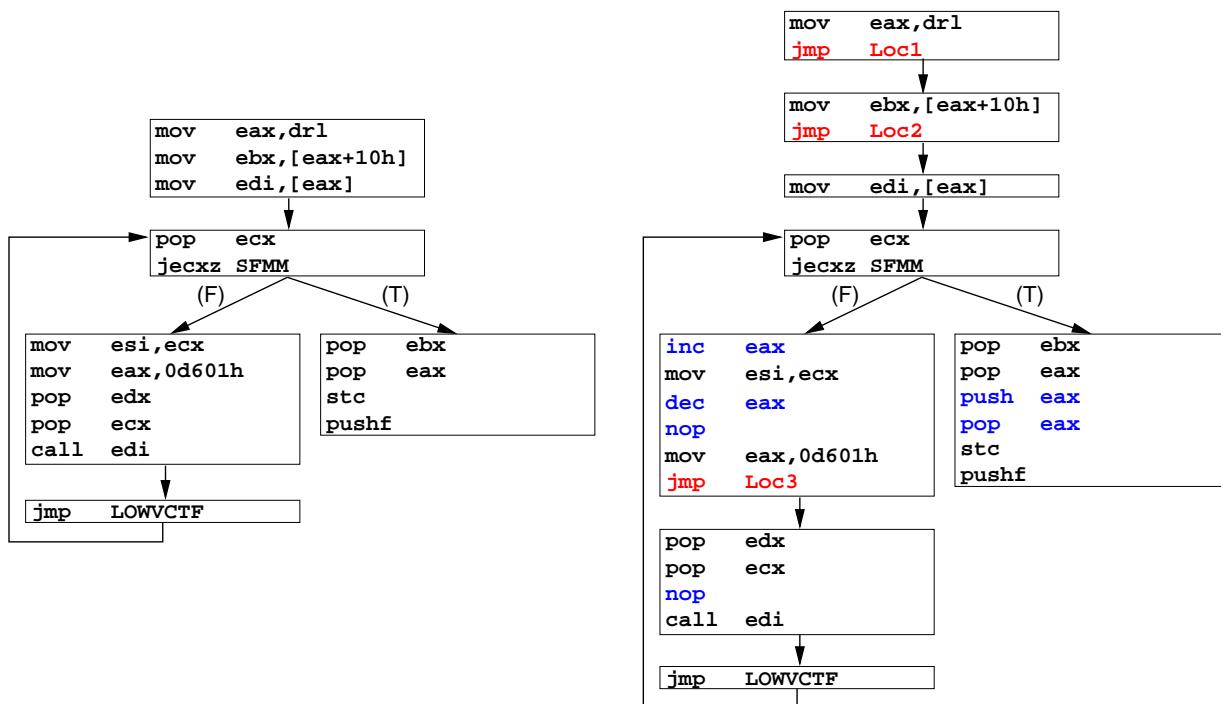 mov eax,drl
mov ebx,[eax+10h]
mov edi,[eax]
pop ecx
jecxz SFMM
(F)
(T)
mov esi,ecx
mov eax,0d601h
pop edx
pop ecx
call edi
pop ebx
pop eax
stc
pushf
jmp LOWVCTF
mov eax,drl
jmp Loc1
mov ebx,[eax+10h]
jmp Loc2
mov edi,[eax]
pop ecx
jecxz SFMM
(F)
(T)
inc eax
mov esi,ecx
dec eax
nop
mov eax,0d601h
jmp Loc3
pop ebx
pop eax
push eax
pop eax
stc
pushf
pop edx
pop ecx
nop
call edi
jmp LOWVCTF